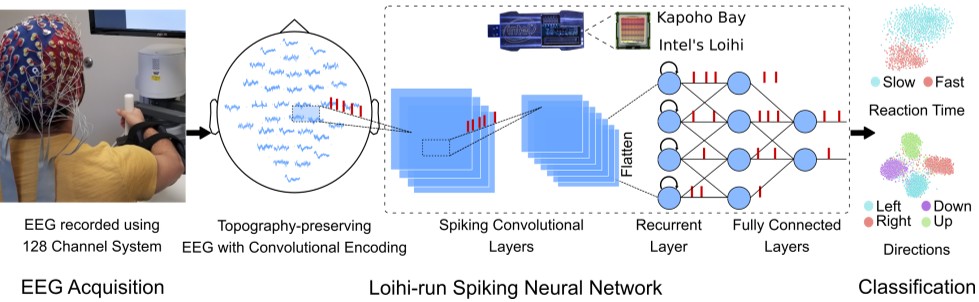 Kapoho Bay
Intel's Loihi
Flatten
Slow Fast
Reaction Time
Left Down
Right Up
Directions
EEG recorded using
128 Channel System
Topography-preserving
EEG with Convolutional Encoding
Spiking Convolutional
Layers
Recurrent
Layer
Fully Connected
Layers
EEG Acquisition
Loihi-run Spiking Neural Network
Classification